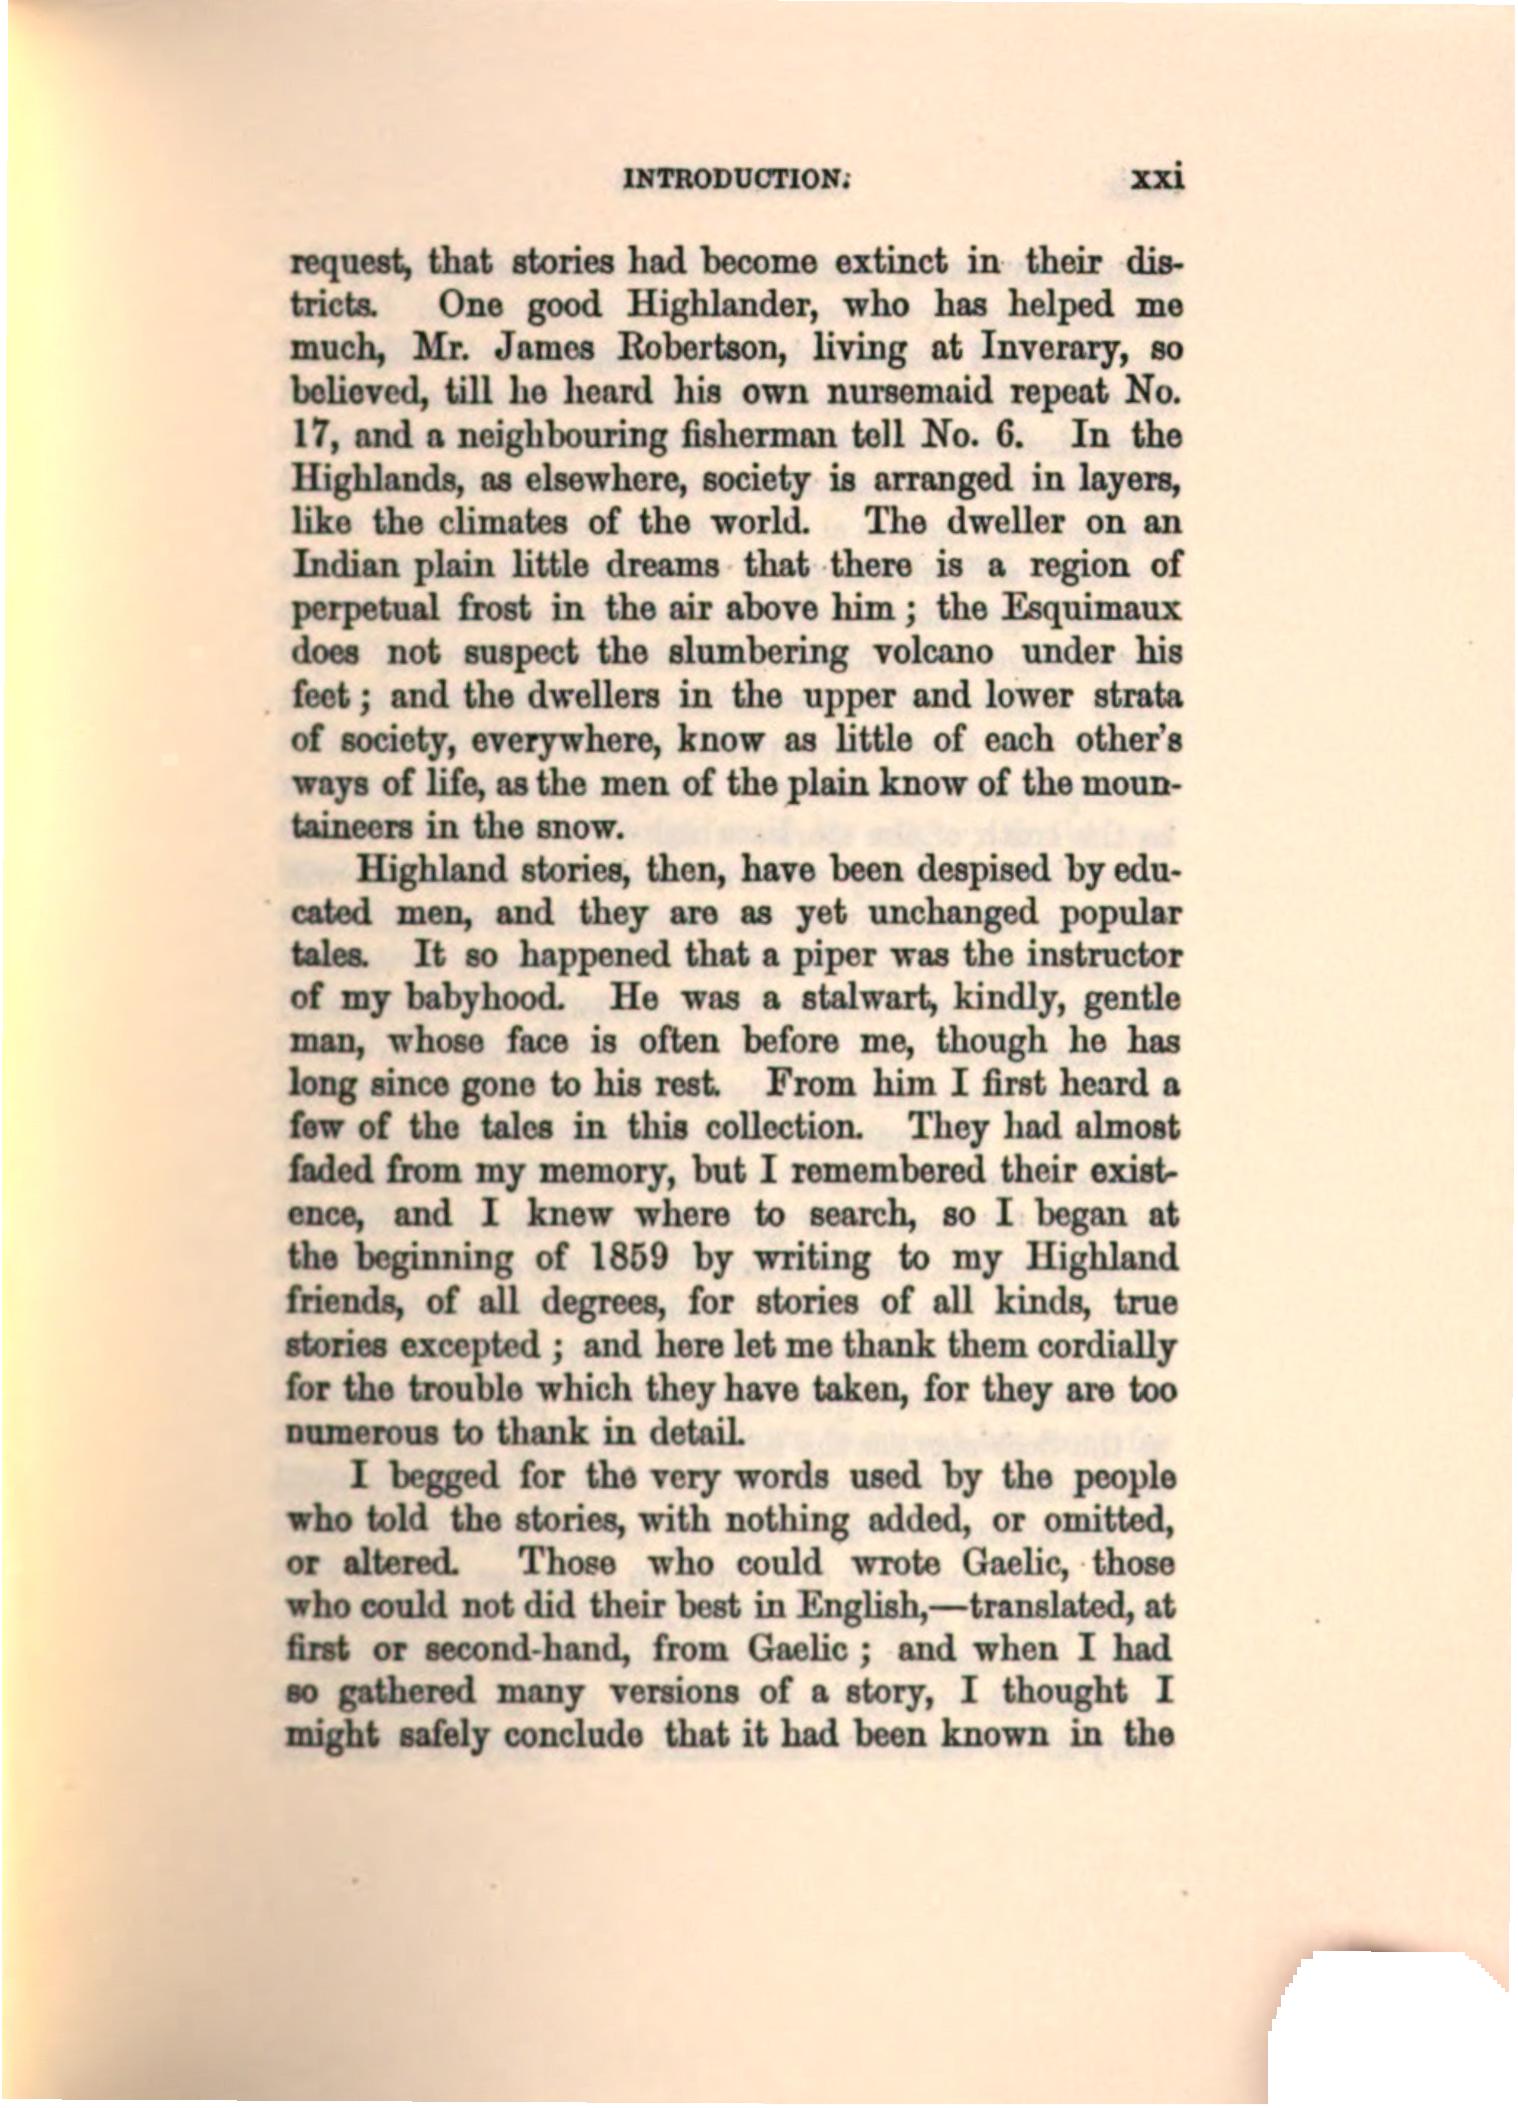 INTRODUCTION. xxi
request, that stories had become extinct in their dis-
tricts. One good Highlander, who has helped me
much, Mr. James Robertson, living at Inverary, so
believed, till he heard his own nursemaid repeat No.
17, and a neighbouring fisherman tell No. 6. In the
Highlands, as elsewhere, society is arranged in layers,
like the climates of the world. The dweller on an
Indian plain little dreams that there is a region of
perpetual frost in the air above him ; the Esquimaux
does not suspect the slumbering volcano under his
feet ; and the dwellers in the upper and lower strata
of society, everywhere, know as little of each other's
ways of life, as the men of the plain know of the moun-
taineers in the snow.
Highland stories, then, have been despised by edu-
cated men, and they are as yet unchanged popular
tales. It so happened that a piper was the instructor
of my babyhood. He was a stalwart, kindly, gentle
man, whose face is often before me, though he has
long since gone to his rest. From him I first heard a
few of the tales in this collection. They had almost
faded from my memory, but I remembered their exist-
ence, and I knew where to search, so I began at
the beginning of 1859 by writing to my Highland
friends, of all degrees, for stories of all kinds, true
stories excepted ; and here let me thank them cordially
for the trouble which they have taken, for they are too
numerous to thank in detail.
I begged for the very words used by the people
who told the stories, with nothing added, or omitted,
or altered. Those who could wrote Gaelic, those
who could not did their best in English,—translated, at
first or second-hand, from Gaelic ; and when I had
so gathered many versions of a story, I thought I
might safely conclude that it had been known in the